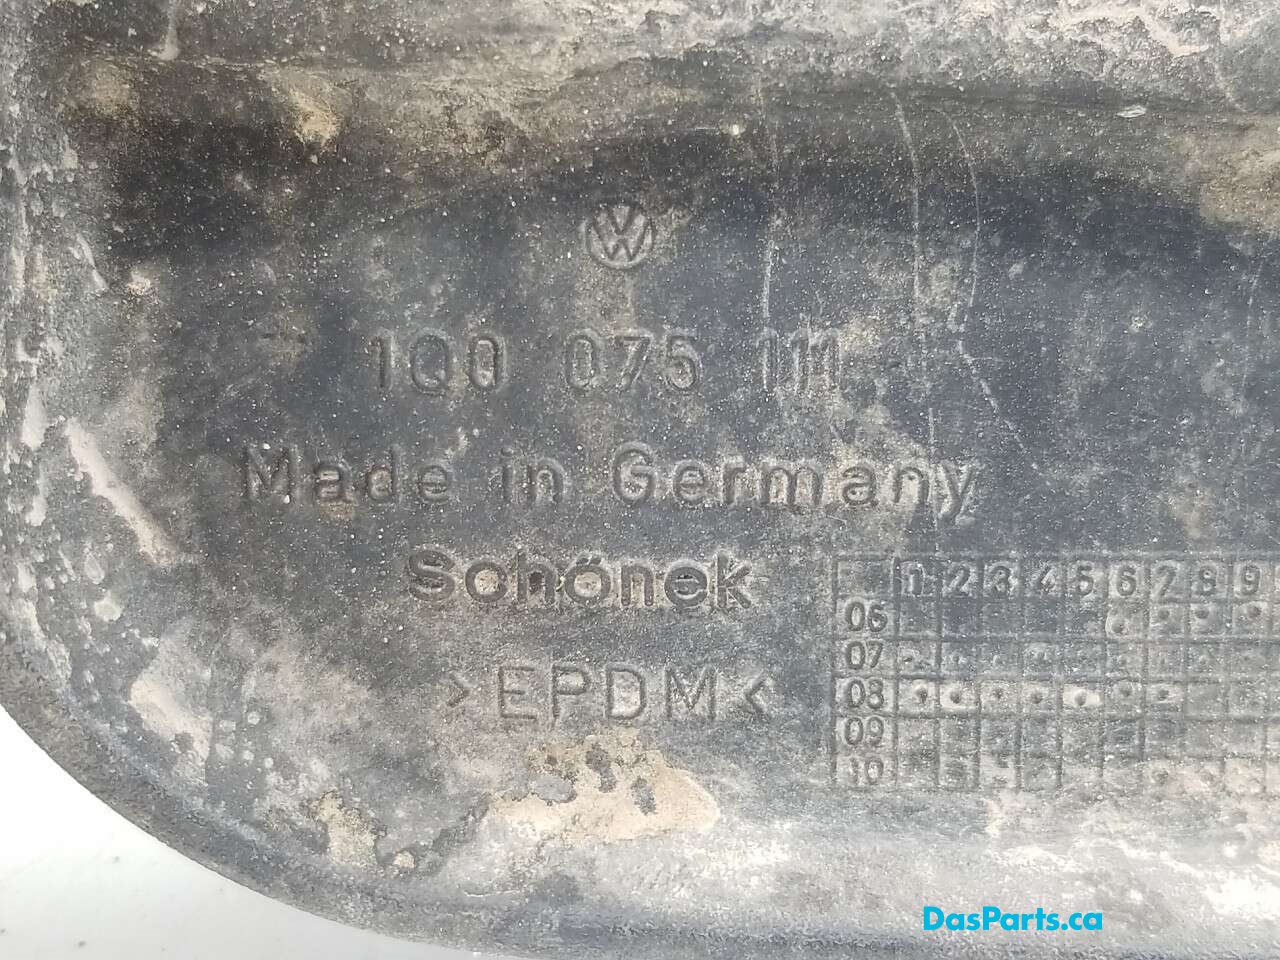 VW
1Q0 075 111
Made in Germany
Schönek
>EPDM<
1 2 3 4 5 6 7 8 9
06
07
08
09
10
DasParts.ca